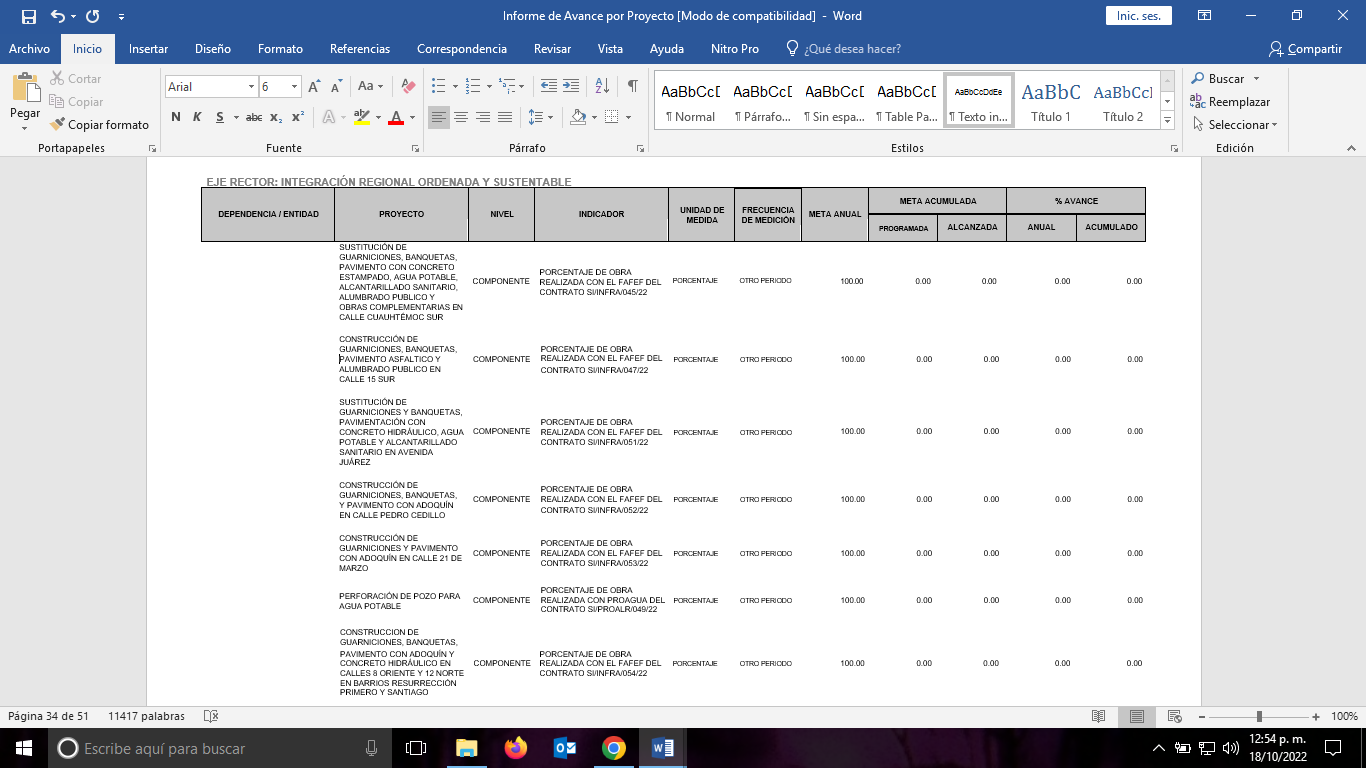 Informe de Avance por Proyecto [Modo de compatibilidad] - Word
Inic. ses.
Archivo Inicio Insertar Diseño Formato Referencias Correspondencia Revisar Vista Ayuda Nitro Pro ¿Qué desea hacer? Compartir
Pegar
Cortar
Copiar
Copiar formato
Portapapeles
Arial 6
N K S abc x₂ x²
Fuente
Párrafo
AaBbCcD AaBbCcD AaBbCcD AaBbCcD AaBbCcDdEe AaBbC AaBbCcI
¶ Normal ¶ Párrafo... ¶ Sin espa... ¶ Table Pa... ¶ Texto in... Título 1 Título 2
Estilos
Buscar
Reemplazar
Seleccionar
Edición
EJE RECTOR: INTEGRACIÓN REGIONAL ORDENADA Y SUSTENTABLE
DEPENDENCIA / ENTIDAD
PROYECTO
NIVEL
INDICADOR
UNIDAD DE
MEDIDA
FRECUENCIA
DE MEDICIÓN
META ANUAL
META ACUMULADA
PROGRAMADA
ALCANZADA
% AVANCE
ANUAL
ACUMULADO
SUSTITUCIÓN DE
GUARNICIONES, BANQUETAS,
PAVIMENTO CON CONCRETO
ESTAMPADO, AGUA POTABLE,
ALCANTARILLADO SANITARIO,
ALUMBRADO PUBLICO Y
OBRAS COMPLEMENTARIAS EN
CALLE CUAUHTÉMOC SUR
COMPONENTE
PORCENTAJE DE OBRA
REALIZADA CON EL FAFEF DEL
CONTRATO SI/INFRA/045/22
PORCENTAJE
OTRO PERIODO
100.00 0.00 0.00 0.00 0.00
CONSTRUCCIÓN DE
GUARNICIONES, BANQUETAS,
PAVIMENTO ASFALTICO Y
ALUMBRADO PUBLICO EN
CALLE 15 SUR
COMPONENTE
PORCENTAJE DE OBRA
REALIZADA CON EL FAFEF DEL
CONTRATO SI/INFRA/047/22
PORCENTAJE
OTRO PERIODO
100.00 0.00 0.00 0.00 0.00
SUSTITUCIÓN DE
GUARNICIONES Y BANQUETAS,
PAVIMENTACIÓN CON
CONCRETO HIDRÁULICO, AGUA
POTABLE Y ALCANTARILLADO
SANITARIO EN AVENIDA
JUÁREZ
COMPONENTE
PORCENTAJE DE OBRA
REALIZADA CON EL FAFEF DEL
CONTRATO SI/INFRA/051/22
PORCENTAJE
OTRO PERIODO
100.00 0.00 0.00 0.00 0.00
CONSTRUCCIÓN DE
GUARNICIONES, BANQUETAS,
Y PAVIMENTO CON ADOQUÍN
EN CALLE PEDRO CEDILLO
COMPONENTE
PORCENTAJE DE OBRA
REALIZADA CON EL FAFEF DEL
CONTRATO SI/INFRA/052/22
PORCENTAJE
OTRO PERIODO
100.00 0.00 0.00 0.00 0.00
CONSTRUCCIÓN DE
GUARNICIONES Y PAVIMENTO
CON ADOQUÍN EN CALLE 21 DE
MARZO
COMPONENTE
PORCENTAJE DE OBRA
REALIZADA CON EL FAFEF DEL
CONTRATO SI/INFRA/053/22
PORCENTAJE
OTRO PERIODO
100.00 0.00 0.00 0.00 0.00
PERFORACIÓN DE POZO PARA
AGUA POTABLE
COMPONENTE
PORCENTAJE DE OBRA
REALIZADA CON PROAGUA DEL
CONTRATO SI/PROALR/049/22
PORCENTAJE
OTRO PERIODO
100.00 0.00 0.00 0.00 0.00
CONSTRUCCION DE
GUARNICIONES, BANQUETAS,
PAVIMENTO CON ADOQUÍN Y
CONCRETO HIDRÁULICO EN
CALLES 8 ORIENTE Y 12 NORTE
EN BARRIOS RESURRECCIÓN
PRIMERO Y SANTIAGO
COMPONENTE
PORCENTAJE DE OBRA
REALIZADA CON EL FAFEF DEL
CONTRATO SI/INFRA/054/22
PORCENTAJE
OTRO PERIODO
100.00 0.00 0.00 0.00 0.00
Página 34 de 51 11417 palabras 100%
Escribe aquí para buscar
12:54 p. m.
18/10/2022